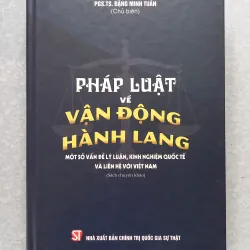 PGS.TS. ĐẶNG MINH TUẤN
(Chủ biên)
PHÁP LUẬT
VỀ
VẬN ĐỘNG
HÀNH LANG
MỘT SỐ VẤN ĐỀ LÝ LUẬN, KINH NGHIỆM QUỐC TẾ
VÀ LIÊN HỆ VỚI VIỆT NAM
(Sách chuyên khảo)
ST
NHÀ XUẤT BẢN CHÍNH TRỊ QUỐC GIA SỰ THẬT